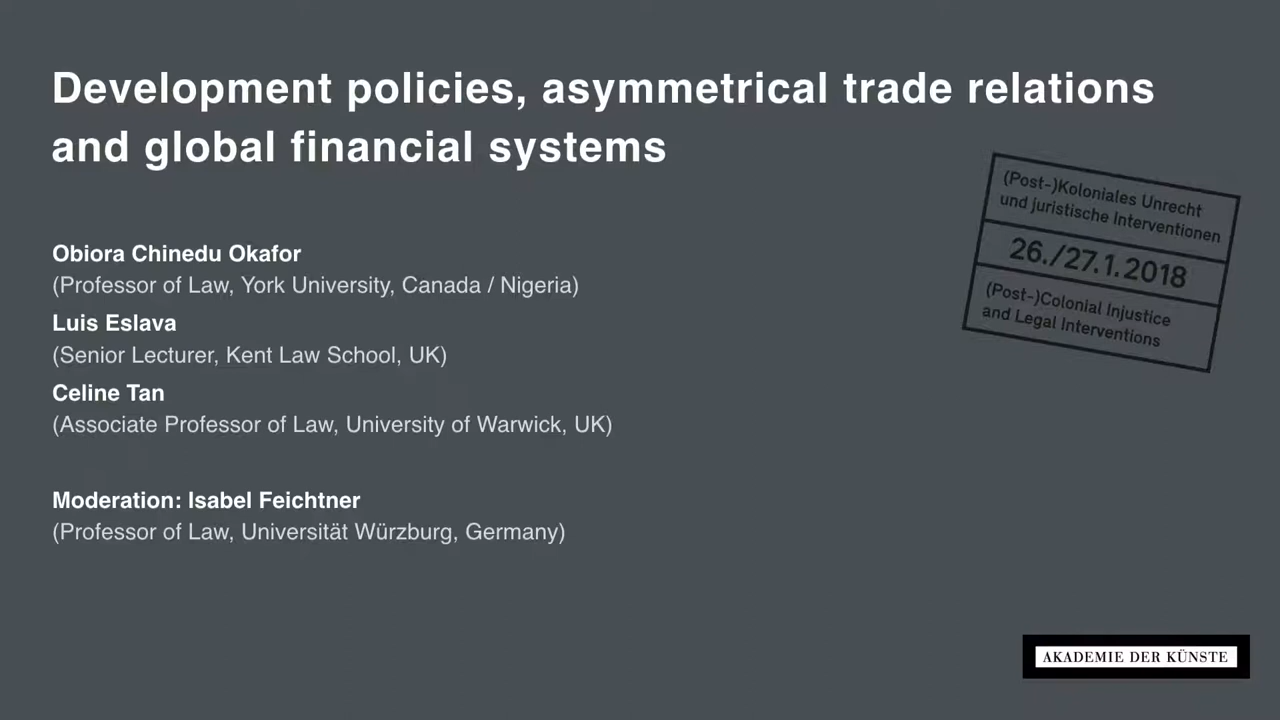 Development policies, asymmetrical trade relations
and global financial systems
(Post-)Koloniales Unrecht
und juristische Interventionen
26./27.1.2018
(Post-)Colonial Injustice
and Legal Interventions
Obiora Chinedu Okafor
(Professor of Law, York University, Canada / Nigeria)
Luis Eslava
(Senior Lecturer, Kent Law School, UK)
Celine Tan
(Associate Professor of Law, University of Warwick, UK)
Moderation: Isabel Feichtner
(Professor of Law, Universität Würzburg, Germany)
AKADEMIE DER KÜNSTE